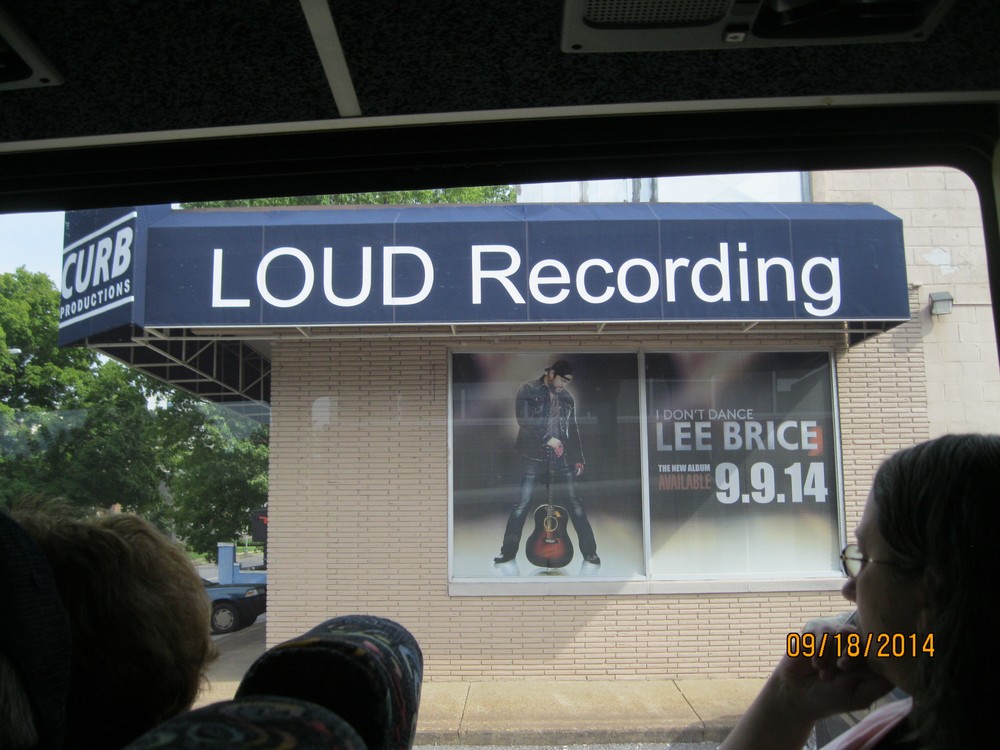 CURB
PRODUCTIONS
LOUD Recording
I DON'T DANCE
LEE BRICE
THE NEW ALBUM
AVAILABLE
9.9.14
09/18/2014